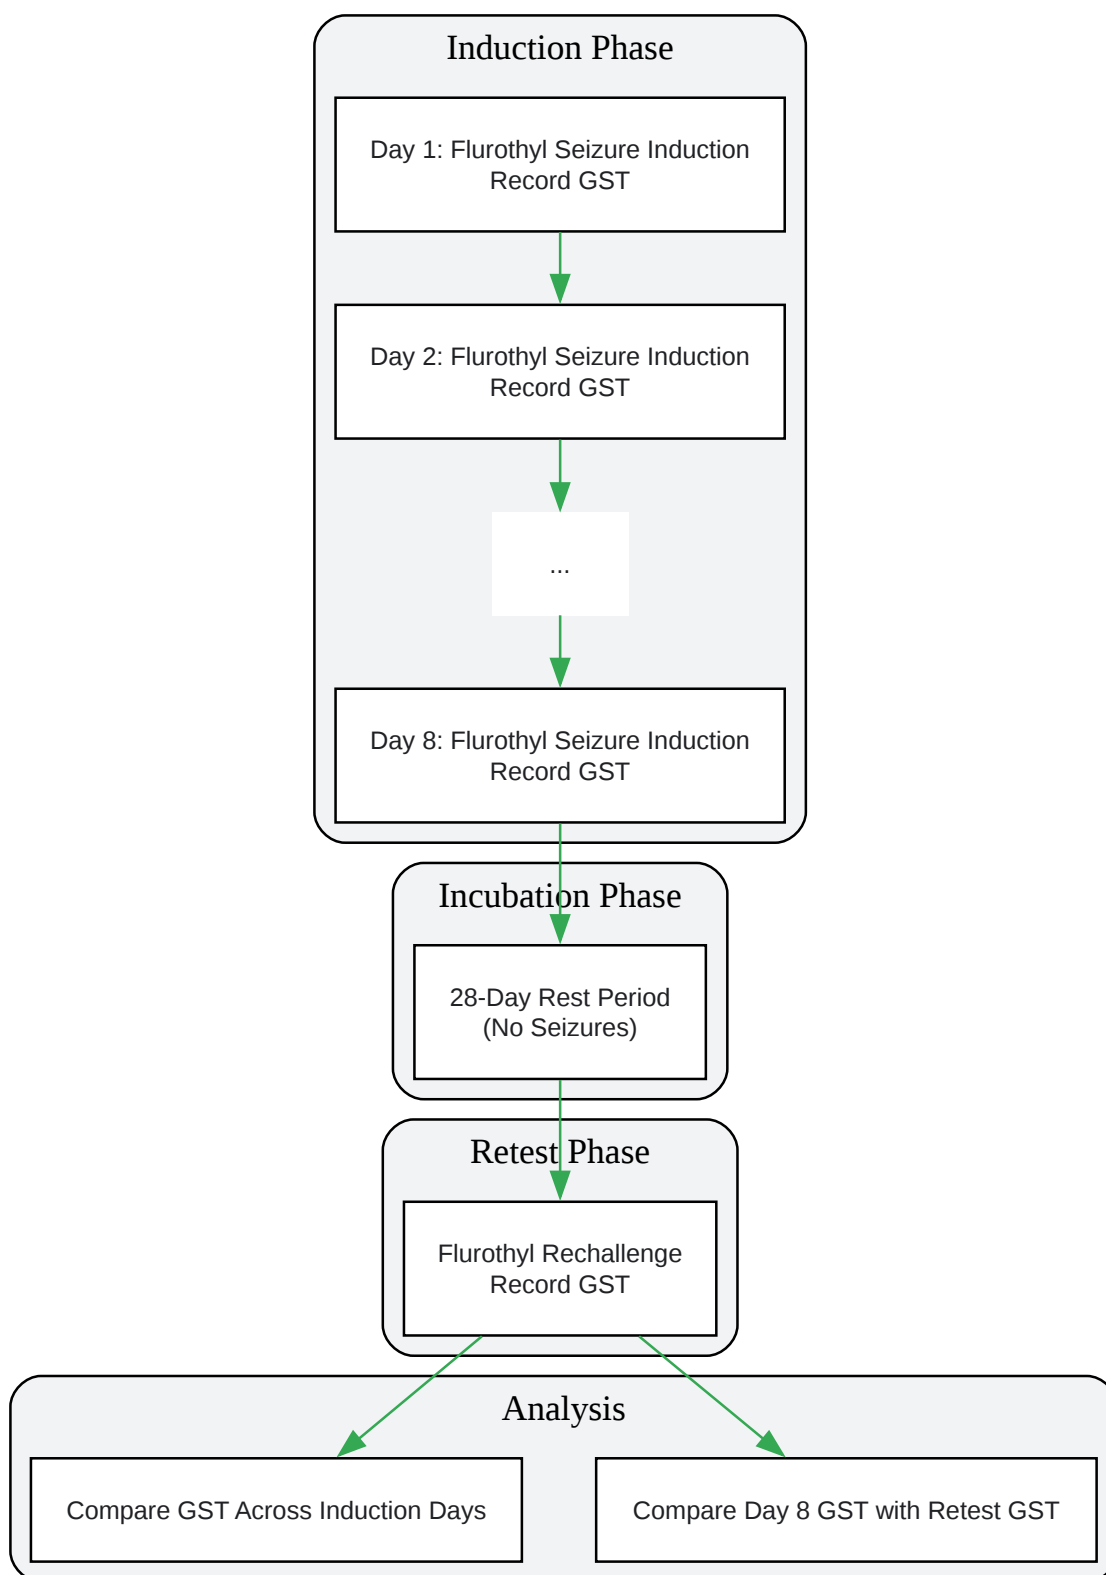 Induction Phase
Day 1: Flurothyl Seizure Induction
Record GST
Day 2: Flurothyl Seizure Induction
Record GST
...
Day 8: Flurothyl Seizure Induction
Record GST
Incubation Phase
28-Day Rest Period
(No Seizures)
Retest Phase
Flurothyl Rechallenge
Record GST
Analysis
Compare GST Across Induction Days
Compare Day 8 GST with Retest GST